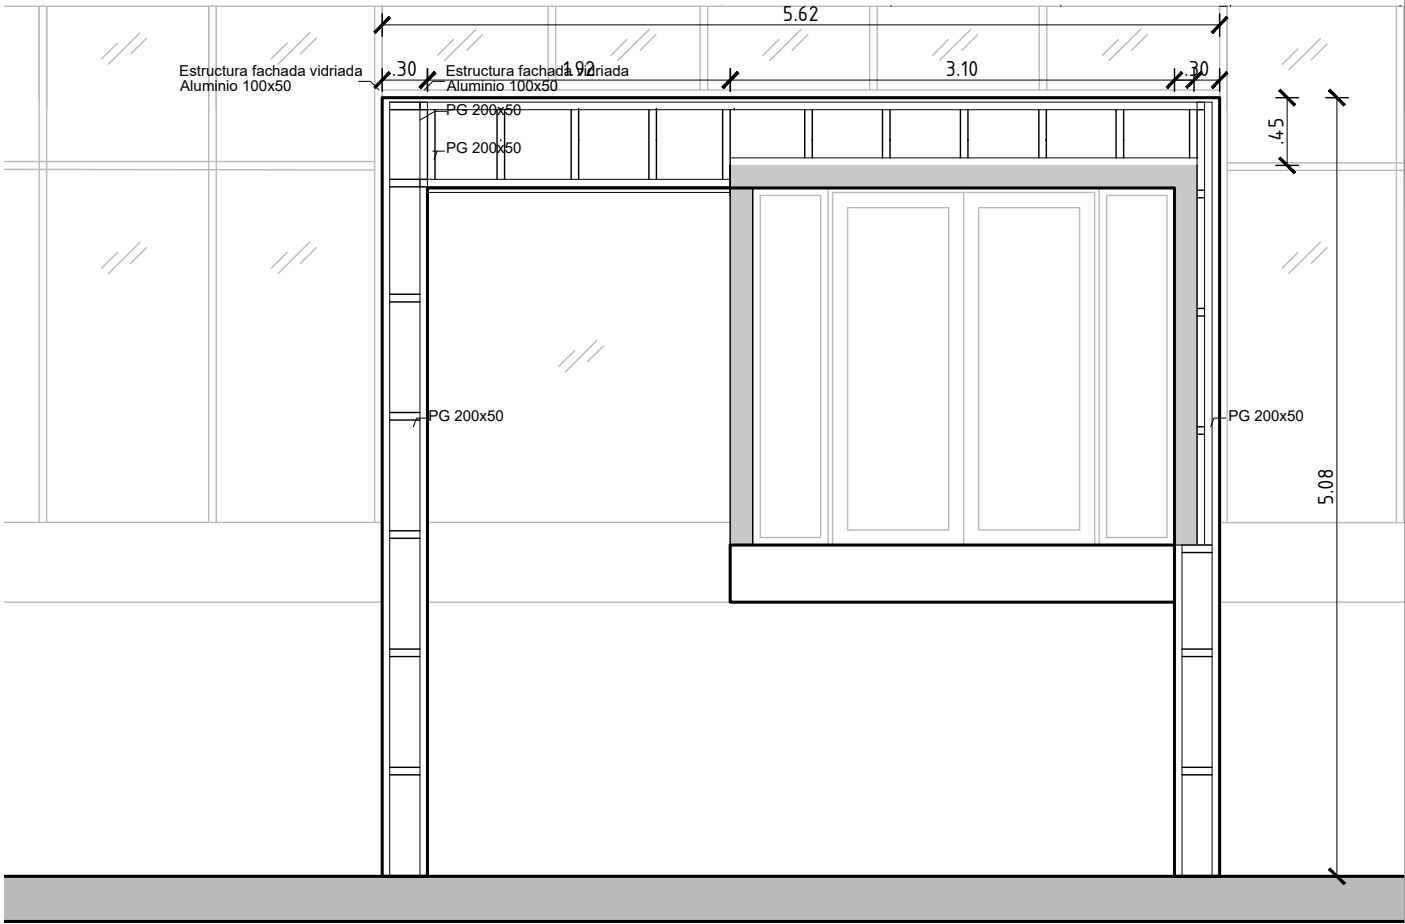 5.62
.30
1.92
3.10
.30
Estructura fachada vidriada
Aluminio 100x50
Estructura fachada vidriada
Aluminio 100x50
PG 200x50
PG 200x50
.45
PG 200x50
PG 200x50
5.08